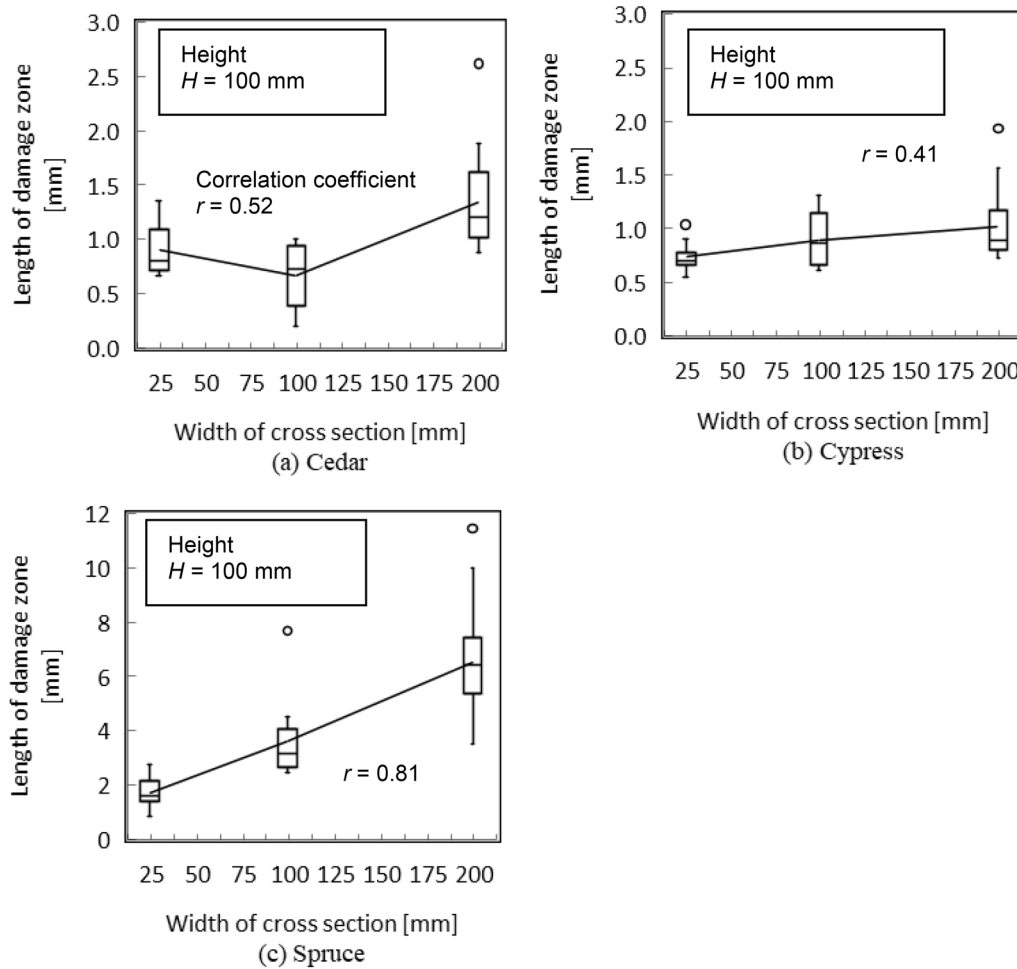 3.0
2.5
2.0
1.5
1.0
0.5
0.0
Length of damage zone
[mm]
Height
H = 100 mm
Correlation coefficient
r = 0.52
25 50 75 100 125 150 175 200
Width of cross section [mm]
(a) Cedar
3.0
2.5
2.0
1.5
1.0
0.5
0.0
Length of damage zone
[mm]
Height
H = 100 mm
r = 0.41
25 50 75 100 125 150 175 200
Width of cross section [mm]
(b) Cypress
12
10
8
6
4
2
0
Length of damage zone
[mm]
Height
H = 100 mm
r = 0.81
25 50 75 100 125 150 175 200
Width of cross section [mm]
(c) Spruce